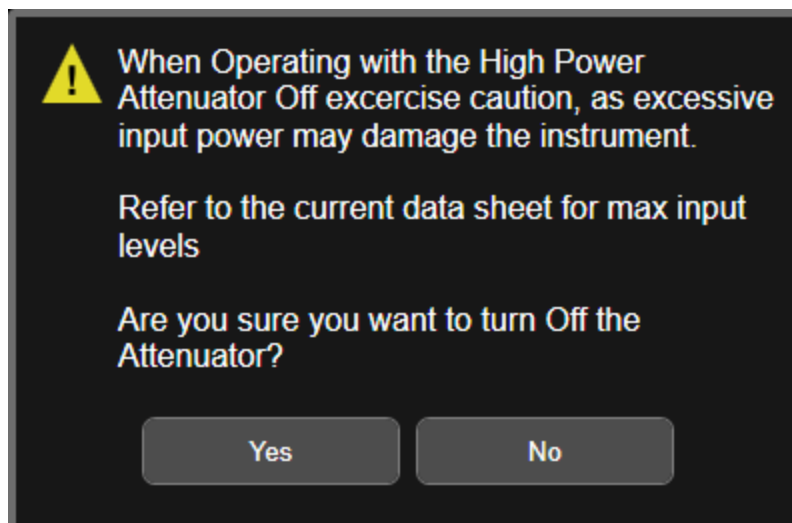 When Operating with the High Power
Attenuator Off excercise caution, as excessive
input power may damage the instrument.
Refer to the current data sheet for max input
levels
Are you sure you want to turn Off the
Attenuator?
Yes
No